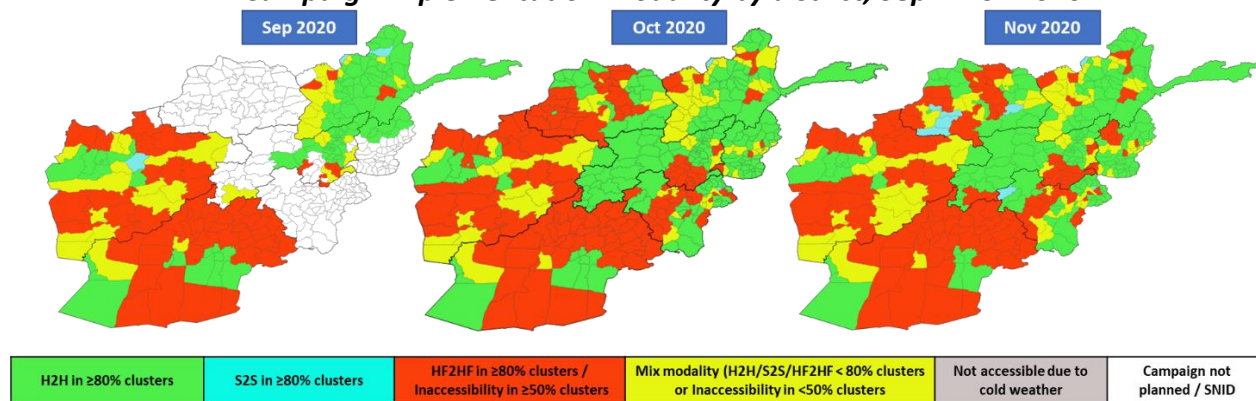 Sep 2020
Oct 2020
Nov 2020
H2H in ≥80% clusters
S2S in ≥80% clusters
HF2HF in ≥80% clusters /
Inaccessibility in ≥50% clusters
Mix modality (H2H/S2S/HF2HF < 80% clusters
or Inaccessibility in <50% clusters
Not accessible due to
cold weather
Campaign not
planned / SNID